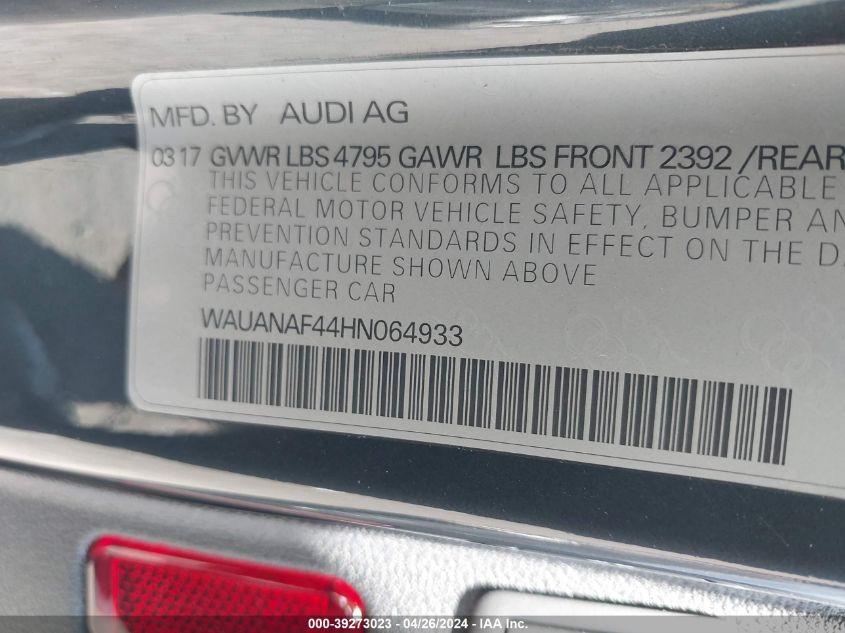 MFD. BY AUDI AG
03 17 GVWR LBS 4795 GAWR LBS FRONT 2392 /REAR
THIS VEHICLE CONFORMS TO ALL APPLICABLE
FEDERAL MOTOR VEHICLE SAFETY, BUMPER AN
PREVENTION STANDARDS IN EFFECT ON THE D
MANUFACTURE SHOWN ABOVE
PASSENGER CAR
WAUANAF44HN064933
000-39273023 / 04/26/2024 / IAA Inc.